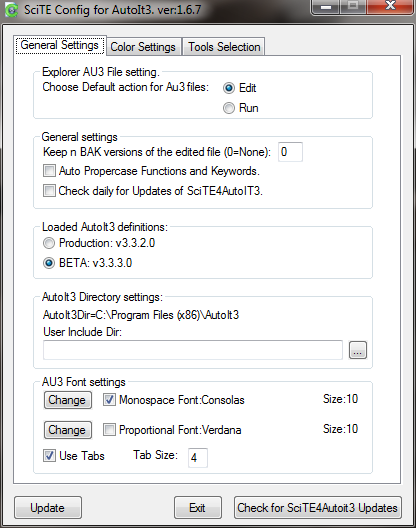 SciTE Config for AutoIt3. ver:1.6.7
General Settings Color Settings Tools Selection
Explorer AU3 File setting.
Choose Default action for Au3 files: Edit
Run
General settings
Keep n BAK versions of the edited file (0=None): 0
Auto Propercase Functions and Keywords.
Check daily for Updates of SciTE4AutoIT3.
Loaded AutoIt3 definitions:
Production: v3.3.2.0
BETA: v3.3.3.0
AutoIt3 Directory settings:
AutoIt3Dir=C:\Program Files (x86)\AutoIt3
User Include Dir:
...
AU3 Font settings
Change Monospace Font:Consolas Size:10
Change Proportional Font:Verdana Size:10
Use Tabs Tab Size: 4
Update Exit Check for SciTE4Autoit3 Updates